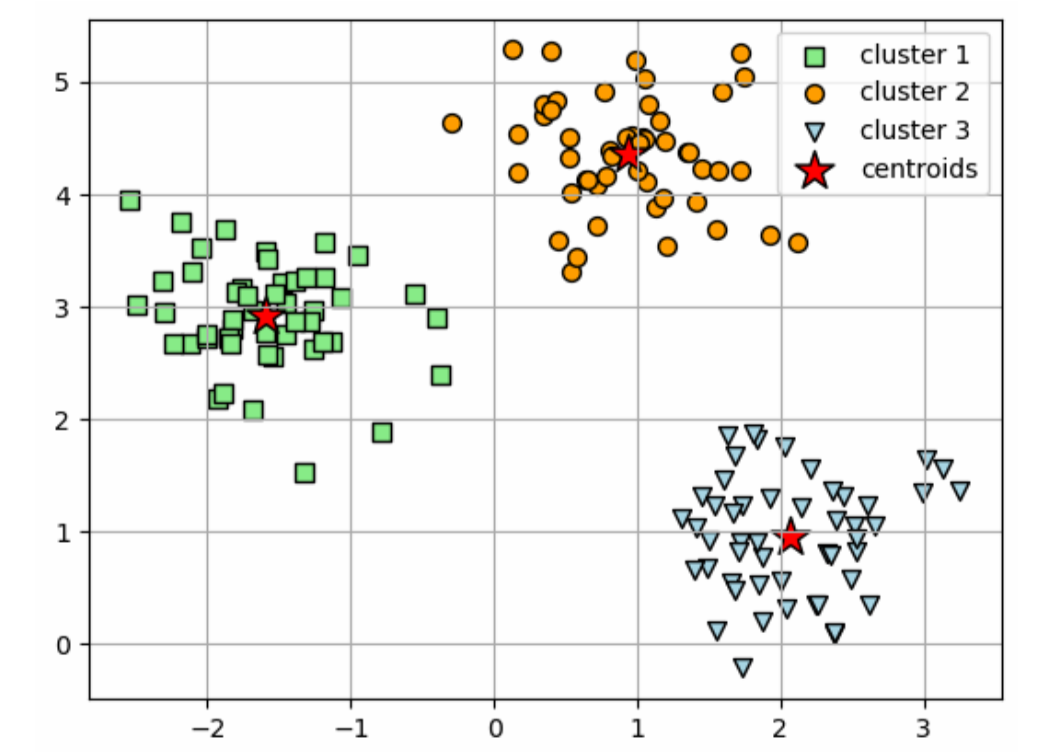 cluster 1
cluster 2
cluster 3
centroids
5
4
3
2
1
0
−2 −1 0 1 2 3